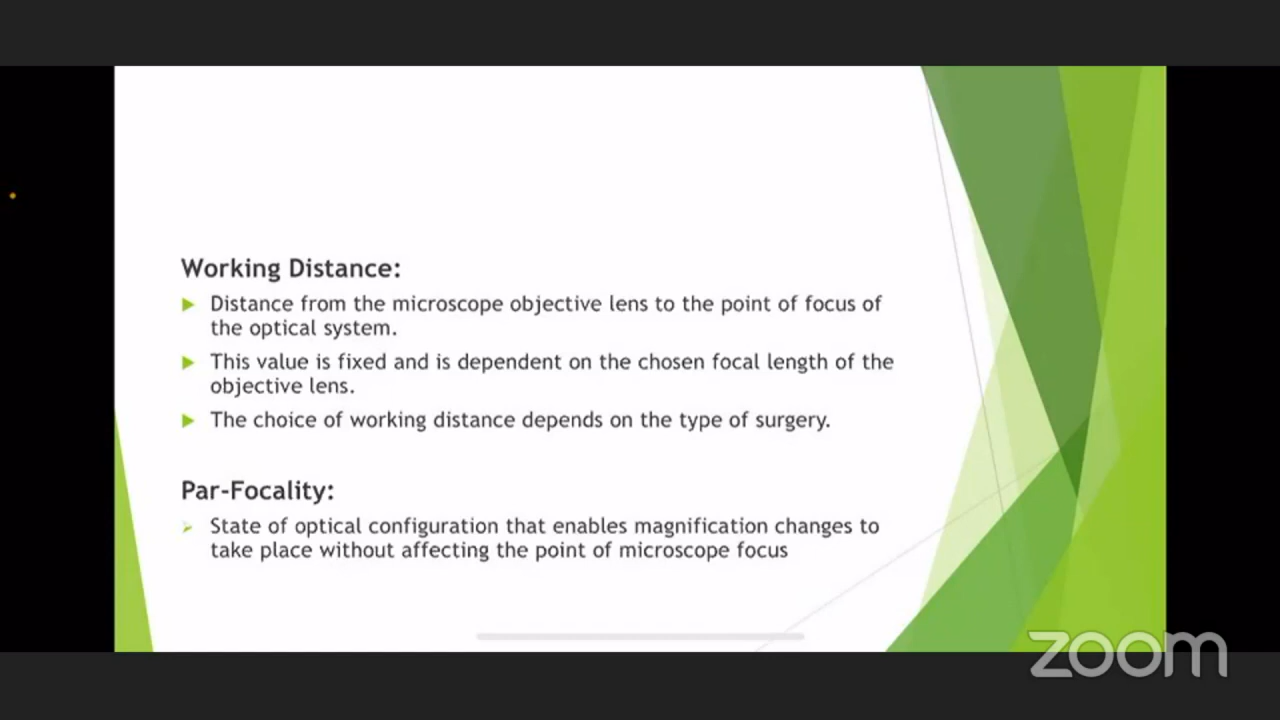 Working Distance:
Distance from the microscope objective lens to the point of focus of
the optical system.
This value is fixed and is dependent on the chosen focal length of the
objective lens.
The choice of working distance depends on the type of surgery.
Par-Focality:
State of optical configuration that enables magnification changes to
take place without affecting the point of microscope focus
zoom